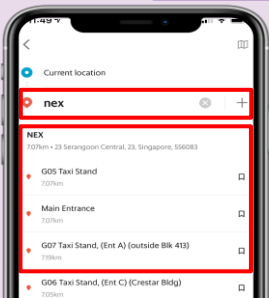 11:49
Current location
nex
NEX
7.07km • 23 Serangoon Central, 23, Singapore, 556083
G05 Taxi Stand
7.07km
Main Entrance
7.07km
G07 Taxi Stand, (Ent A) (outside Blk 413)
7.19km
G06 Taxi Stand, (Ent C) (Crestar Bldg)
7.05km